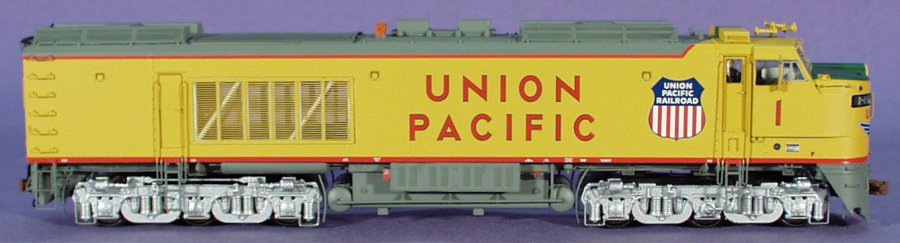 UNION
PACIFIC
UNION
PACIFIC
RAILROAD
1